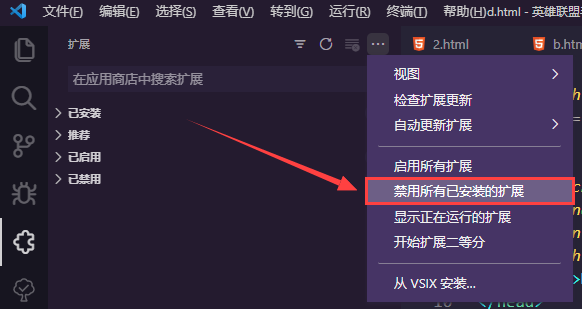 文件(F) 编辑(E) 选择(S) 查看(V) 转到(G) 运行(R) 终端(T) 帮助(H)d.html - 英雄联盟
扩展
2.html
b.htm
在应用商店中搜索扩展
已安装
推荐
已启用
已禁用
视图
检查扩展更新
自动更新扩展
启用所有扩展
禁用所有已安装的扩展
显示正在运行的扩展
开始扩展二等分
从 VSIX 安装...
</head>